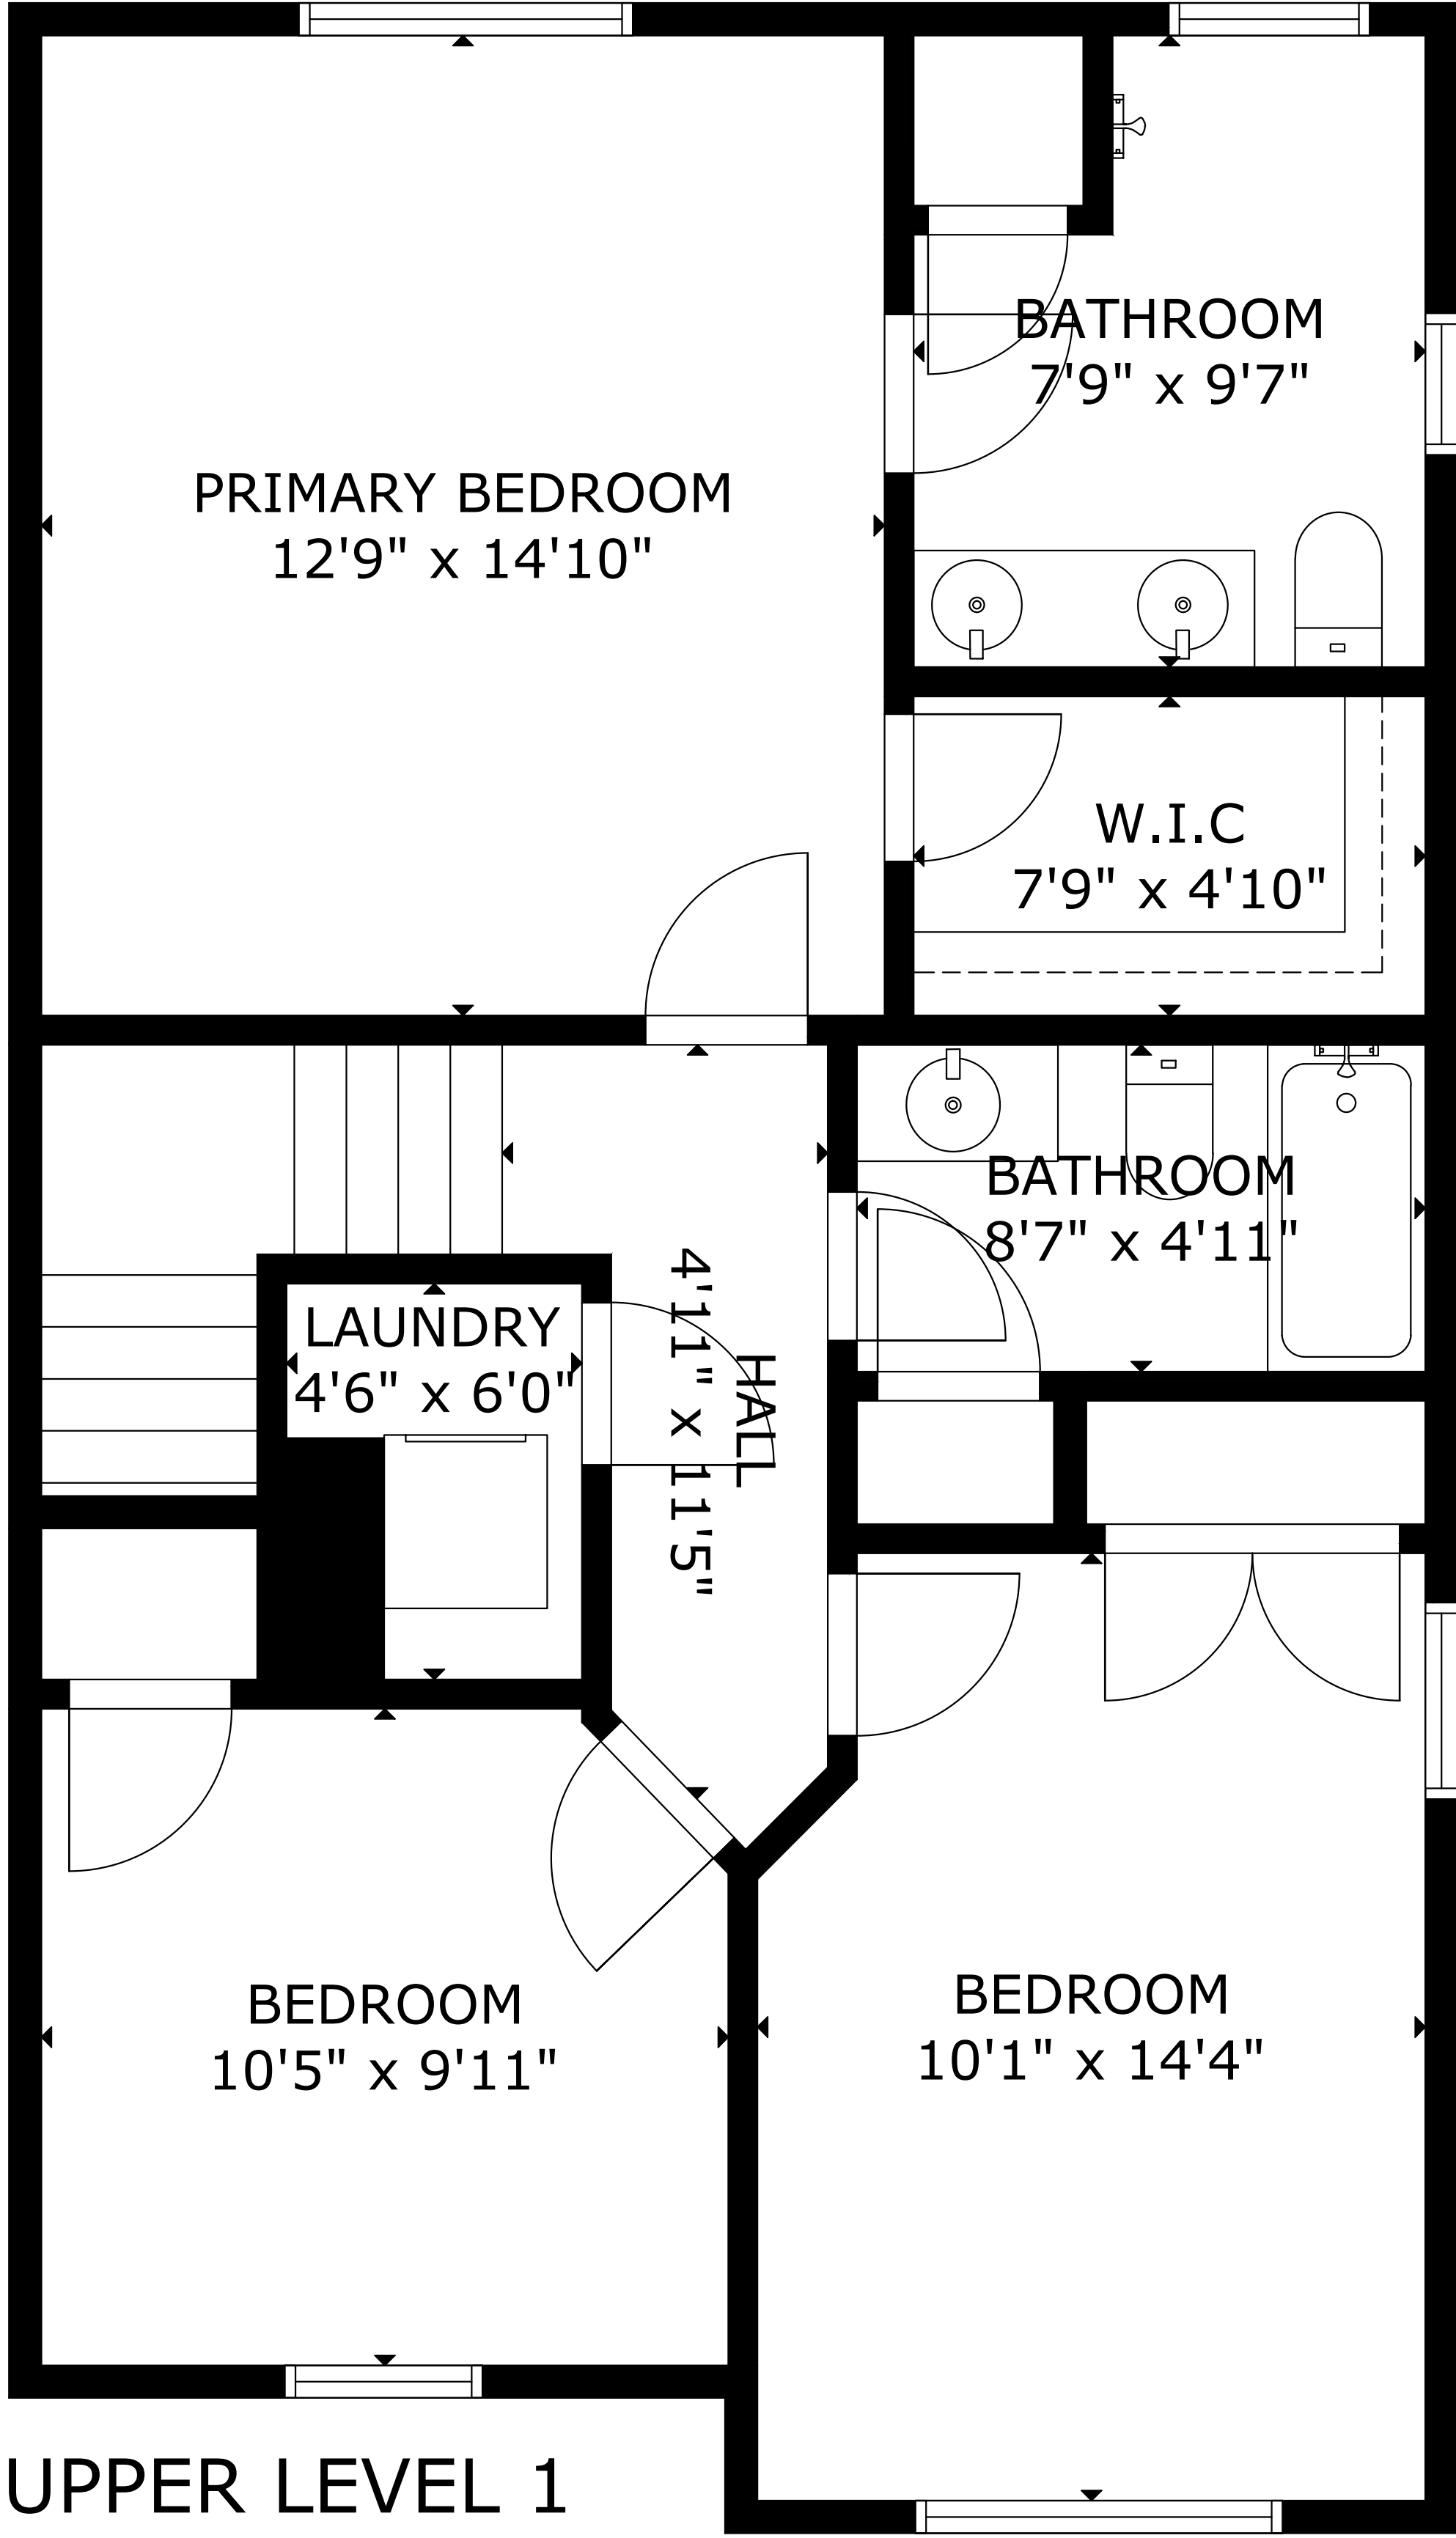 BATHROOM
7'9" x 9'7"
PRIMARY BEDROOM
12'9" x 14'10"
W.I.C
7'9" x 4'10"
BATHROOM
8'7" x 4'11"
LAUNDRY
4'6" x 6'0"
HALL
4'11" x 11'5"
BEDROOM
10'5" x 9'11"
BEDROOM
10'1" x 14'4"
UPPER LEVEL 1